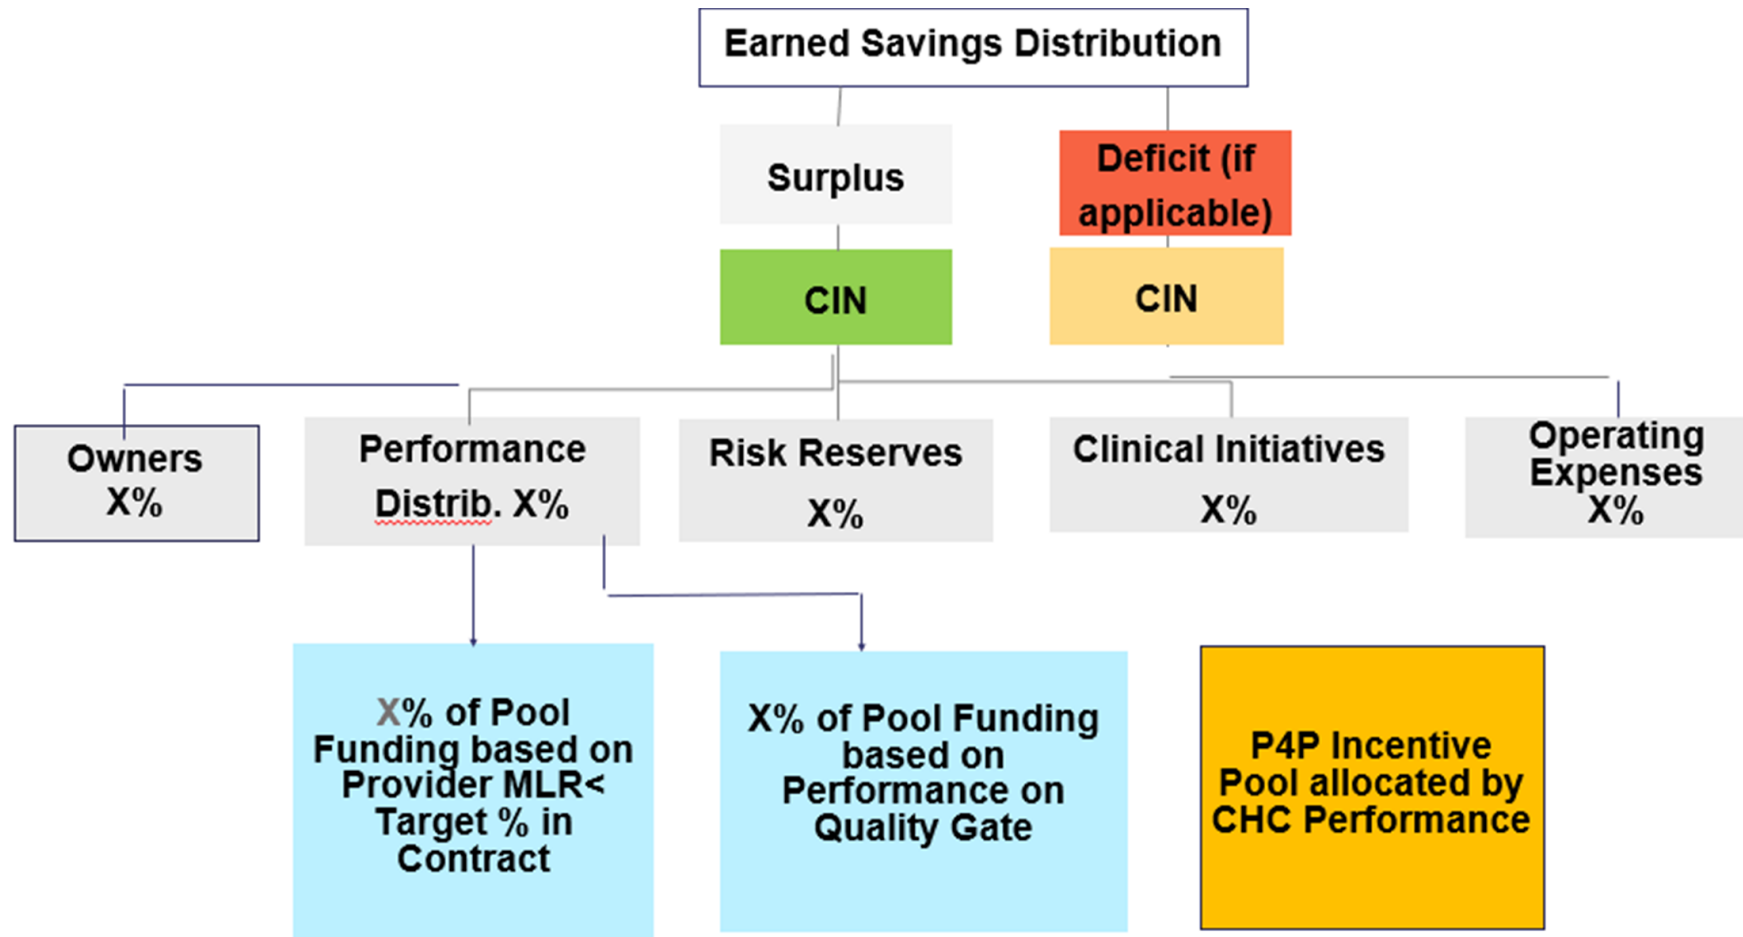 Earned Savings Distribution
Surplus
Deficit (if
applicable)
CIN
CIN
Owners
X%
Performance
Distrib. X%
Risk Reserves
X%
Clinical Initiatives
X%
Operating
Expenses
X%
X% of Pool
Funding based on
Provider MLR<
Target % in
Contract
X% of Pool Funding
based on
Performance on
Quality Gate
P4P Incentive
Pool allocated by
CHC Performance